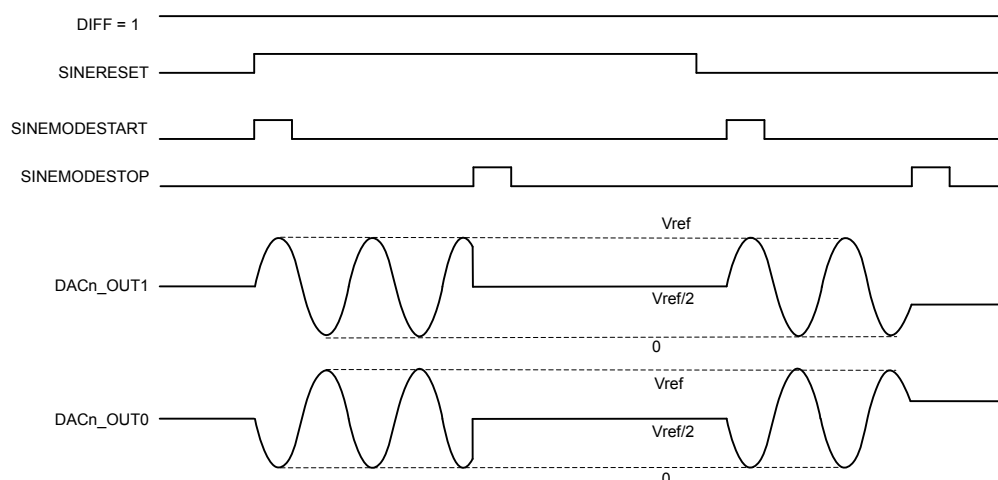 DIFF = 1
SINERESET
SINEMODESTART
SINEMODESTOP
Vref
DACn_OUT1
Vref/2
0
Vref
DACn_OUT0
Vref/2
0